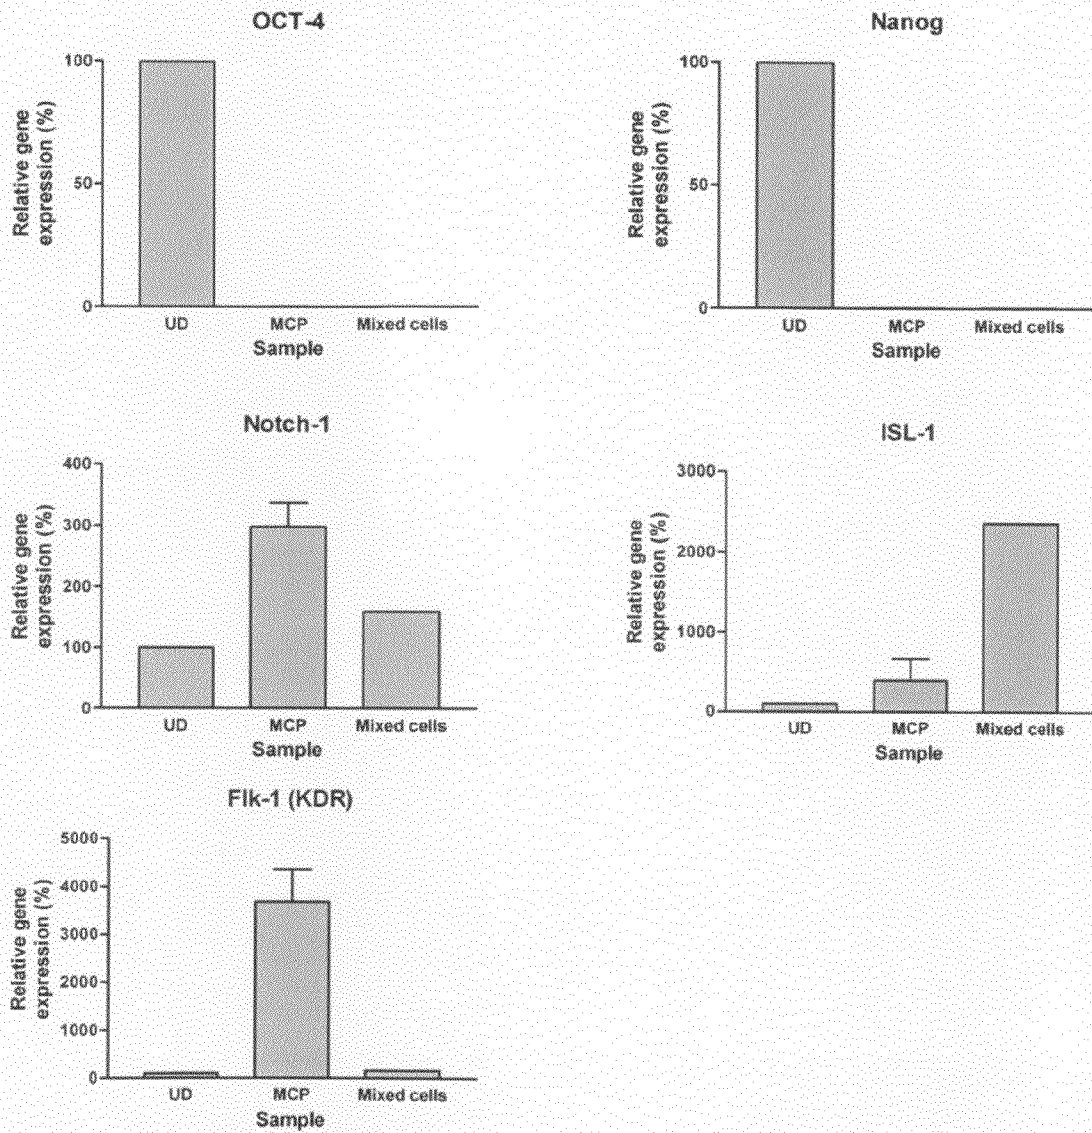 OCT-4
Relative gene
expression (%)
100
50
0
UD MCP Mixed cells
Sample
Nanog
Relative gene
expression (%)
100
50
0
UD MCP Mixed cells
Sample
Notch-1
Relative gene
expression (%)
400
300
200
100
0
UD MCP Mixed cells
Sample
ISL-1
Relative gene
expression (%)
3000
2000
1000
0
UD MCP Mixed cells
Sample
Flk-1 (KDR)
Relative gene
expression (%)
5000
4000
3000
2000
1000
0
UD MCP Mixed cells
Sample